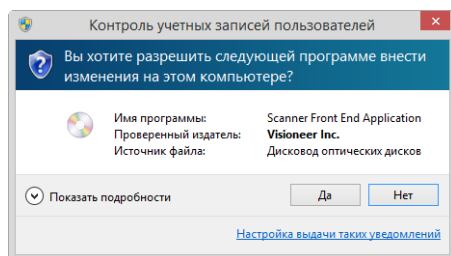 Контроль учетных записей пользователей
Вы хотите разрешить следующей программе внести
изменения на этом компьютере?
Имя программы: Scanner Front End Application
Проверенный издатель: Visioneer Inc.
Источник файла: Дисковод оптических дисков
Показать подробности Да Нет
Настройка выдачи таких уведомлений